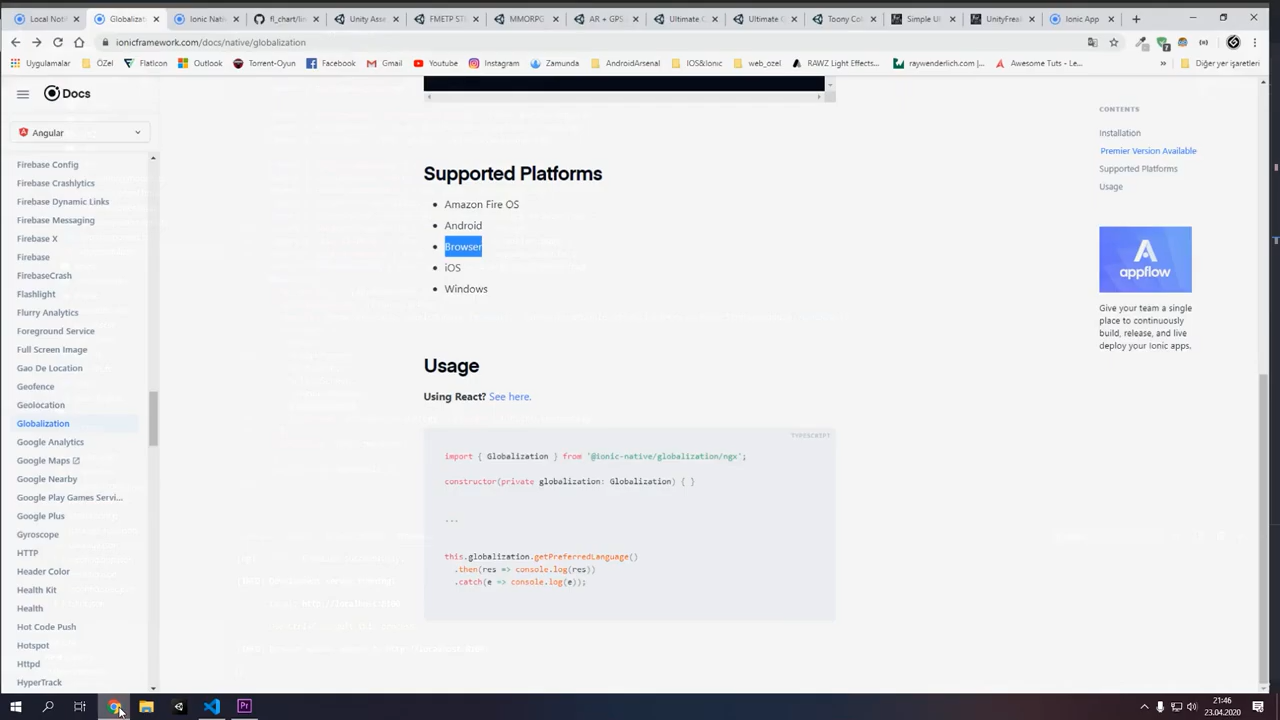 Local Notif
Globalizati
Ionic Nativ
fl_chart/lin
Unity Asse
FMETP ST
MMORPG
AR + GPS
Ultimate C
Ultimate C
Toony Colo
Simple UI
UnityFreak
Ionic App
ionicframework.com/docs/native/globalization
Uygulamalar
ÖZel
FlatIcon
Outlook
Torrent-Oyun
Facebook
Gmail
Youtube
Instagram
Zamunda
AndroidArsenal
IOS&Ionic
web_ozel
RAWZ Light Effects...
raywenderlich.com |...
Awesome Tuts - Le...
»
Diğer yer işaretleri
Docs
Angular
Firebase Config
Firebase Crashlytics
Firebase Dynamic Links
Firebase Messaging
Firebase X
Firebase
FirebaseCrash
Flashlight
Flurry Analytics
Foreground Service
Full Screen Image
Gao De Location
Geofence
Geolocation
Globalization
Google Analytics
Google Maps
Google Nearby
Google Play Games Servi...
Google Plus
Gyroscope
HTTP
Header Color
Health Kit
Health
Hot Code Push
Hotspot
Httpd
HyperTrack
Supported Platforms
Amazon Fire OS
Android
Browser
iOS
Windows
Usage
Using React? See here.
TYPESCRIPT
import { Globalization } from '@ionic-native/globalization/ngx';
constructor(private globalization: Globalization) { }
...
this.globalization.getPreferredLanguage()
.then(res => console.log(res))
.catch(e => console.log(e));
CONTENTS
Installation
Premier Version Available
Supported Platforms
Usage
appflow
Give your team a single
place to continuously
build, release, and live
deploy your Ionic apps.
21:46
23.04.2020